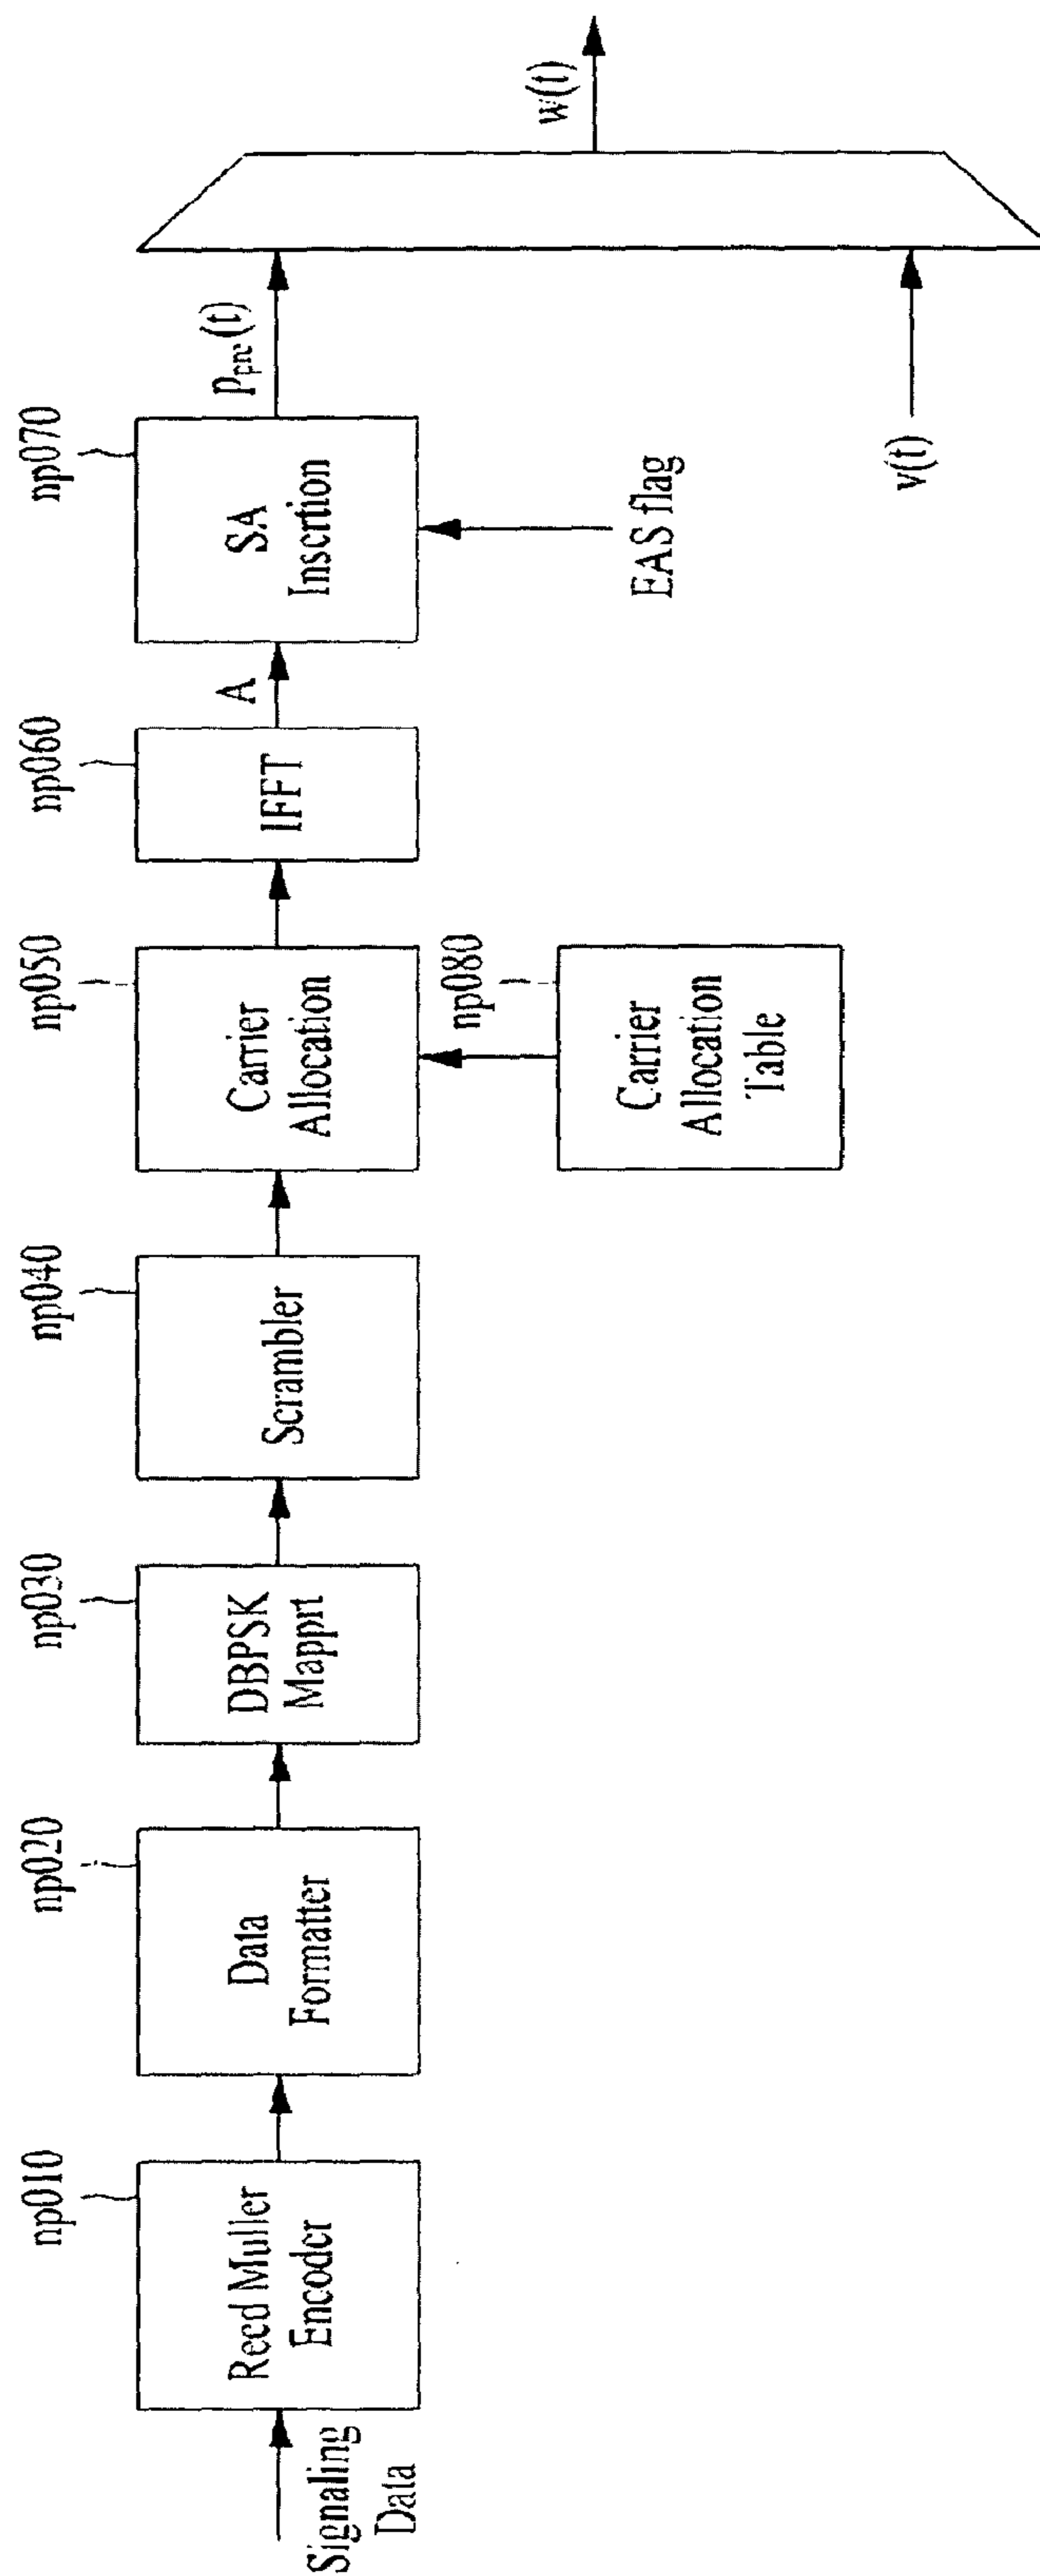 Signaling
Data
np010
Reed Muller
Encoder
np020
Data
Formatter
np030
DBPSK
Mapprt
np040
Scrambler
np050
Carrier
Allocation
np080
Carrier
Allocation
Table
np060
IFFT
A
np070
SA
Insertion
EAS flag
Ppre(t)
v(t)
w(t)